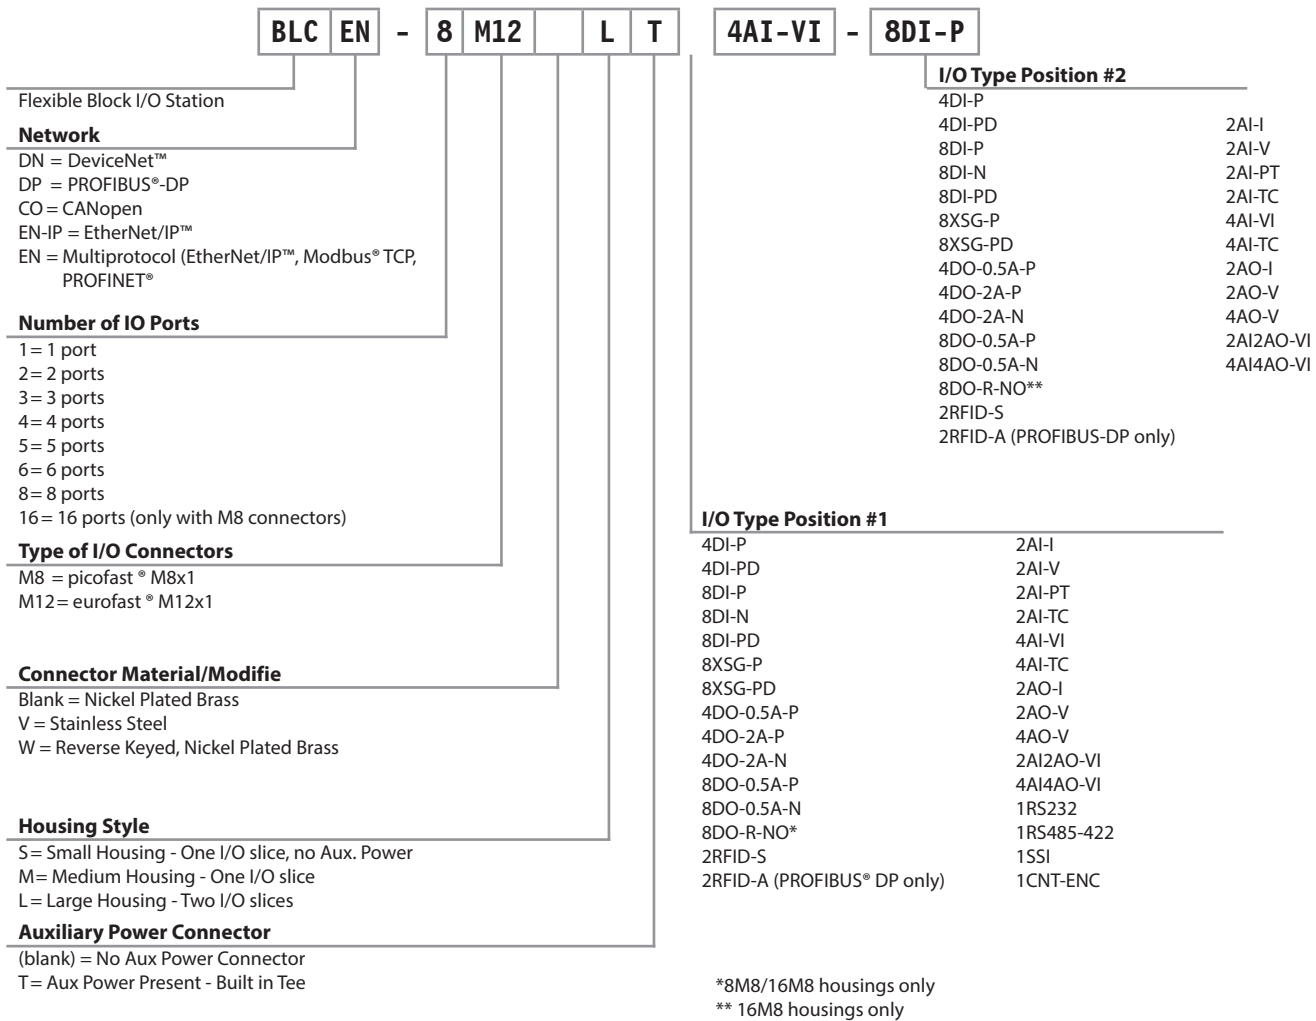 BLC EN - 8 M12 L T 4AI-VI - 8DI-P
Flexible Block I/O Station
Network
DN = DeviceNet™
DP = PROFIBUS®-DP
CO = CANopen
EN-IP = EtherNet/IP™
EN = Multiprotocol (EtherNet/IP™, Modbus® TCP,
PROFINET®
Number of IO Ports
1 = 1 port
2 = 2 ports
3 = 3 ports
4 = 4 ports
5 = 5 ports
6 = 6 ports
8 = 8 ports
16 = 16 ports (only with M8 connectors)
Type of I/O Connectors
M8 = picofast ® M8x1
M12 = eurofast ® M12x1
Connector Material/Modifie
Blank = Nickel Plated Brass
V = Stainless Steel
W = Reverse Keyed, Nickel Plated Brass
Housing Style
S = Small Housing - One I/O slice, no Aux. Power
M = Medium Housing - One I/O slice
L = Large Housing - Two I/O slices
Auxiliary Power Connector
(blank) = No Aux Power Connector
T = Aux Power Present - Built in Tee
I/O Type Position #2
4DI-P
4DI-PD
8DI-P
8DI-N
8DI-PD
8XSG-P
8XSG-PD
4DO-0.5A-P
4DO-2A-P
4DO-2A-N
8DO-0.5A-P
8DO-0.5A-N
8DO-R-NO**
2RFID-S
2RFID-A (PROFIBUS-DP only)
2AI-I
2AI-V
2AI-PT
2AI-TC
4AI-VI
4AI-TC
2AO-I
2AO-V
4AO-V
2AI2AO-VI
4AI4AO-VI
I/O Type Position #1
4DI-P
4DI-PD
8DI-P
8DI-N
8DI-PD
8XSG-P
8XSG-PD
4DO-0.5A-P
4DO-2A-P
4DO-2A-N
8DO-0.5A-P
8DO-0.5A-N
8DO-R-NO*
2RFID-S
2RFID-A (PROFIBUS® DP only)
2AI-I
2AI-V
2AI-PT
2AI-TC
4AI-VI
4AI-TC
2AO-I
2AO-V
4AO-V
2AI2AO-VI
4AI4AO-VI
1RS232
1RS485-422
1SSI
1CNT-ENC
*8M8/16M8 housings only
** 16M8 housings only